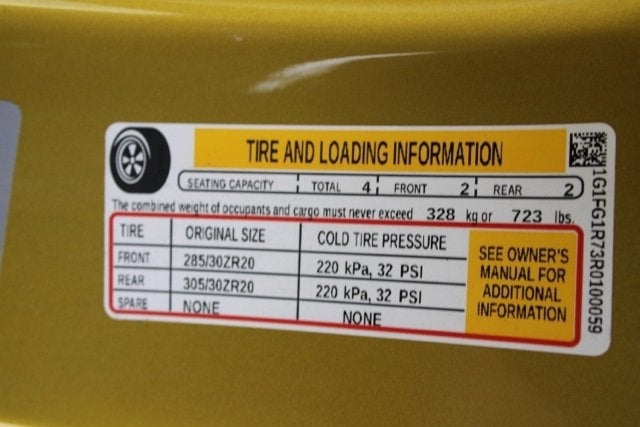 TIRE AND LOADING INFORMATION
SEATING CAPACITY TOTAL 4 FRONT 2 REAR 2
The combined weight of occupants and cargo must never exceed 328 kg or 723 lbs.
TIRE ORIGINAL SIZE COLD TIRE PRESSURE
FRONT 285/30ZR20 220 kPa, 32 PSI
REAR 305/30ZR20 220 kPa, 32 PSI
SPARE NONE NONE
SEE OWNER'S
MANUAL FOR
ADDITIONAL
INFORMATION
1G1FG1R73R0100059